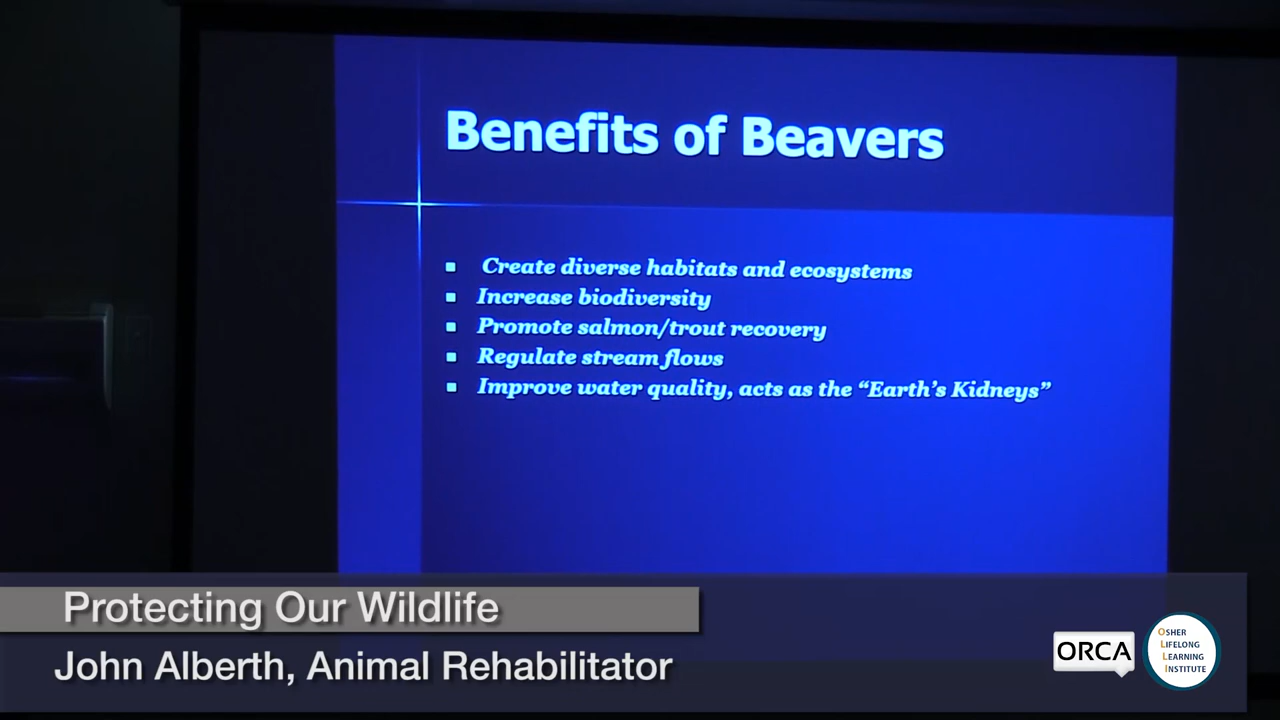 Benefits of Beavers
Create diverse habitats and ecosystems
Increase biodiversity
Promote salmon/trout recovery
Regulate stream flows
Improve water quality, acts as the “Earth’s Kidneys”
Protecting Our Wildlife
John Alberth, Animal Rehabilitator
ORCA
OSHER
LIFELONG
LEARNING
INSTITUTE